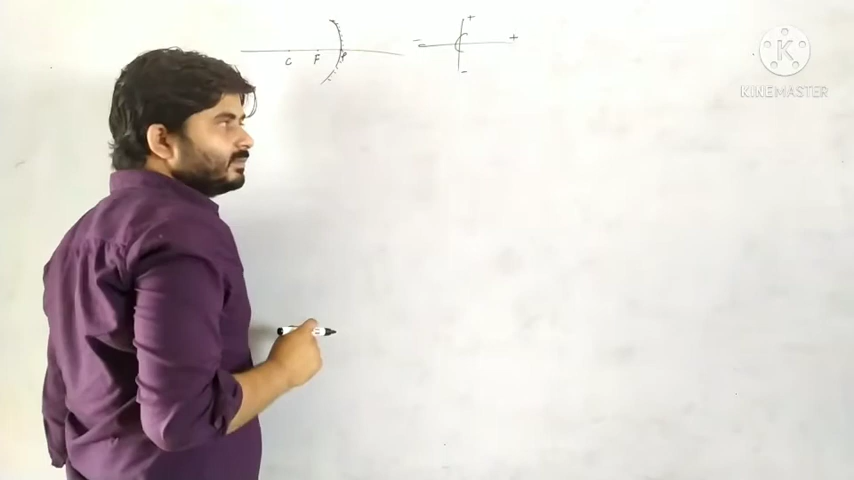 +
- +
C F P
-
K
KINEMASTER